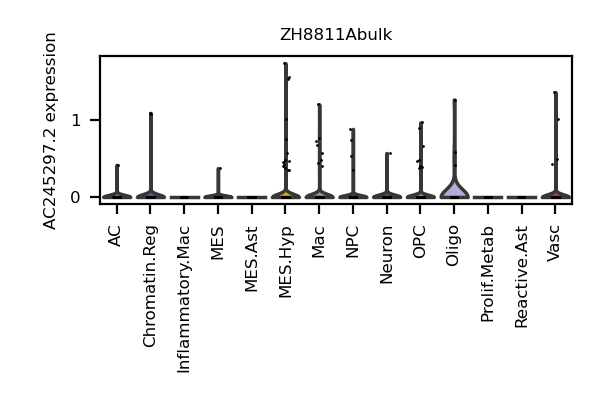 ZH8811Abulk
AC245297.2 expression
1
0
AC
Chromatin.Reg
Inflammatory.Mac
MES
MES.Ast
MES.Hyp
Mac
NPC
Neuron
OPC
Oligo
Prolif.Metab
Reactive.Ast
Vasc